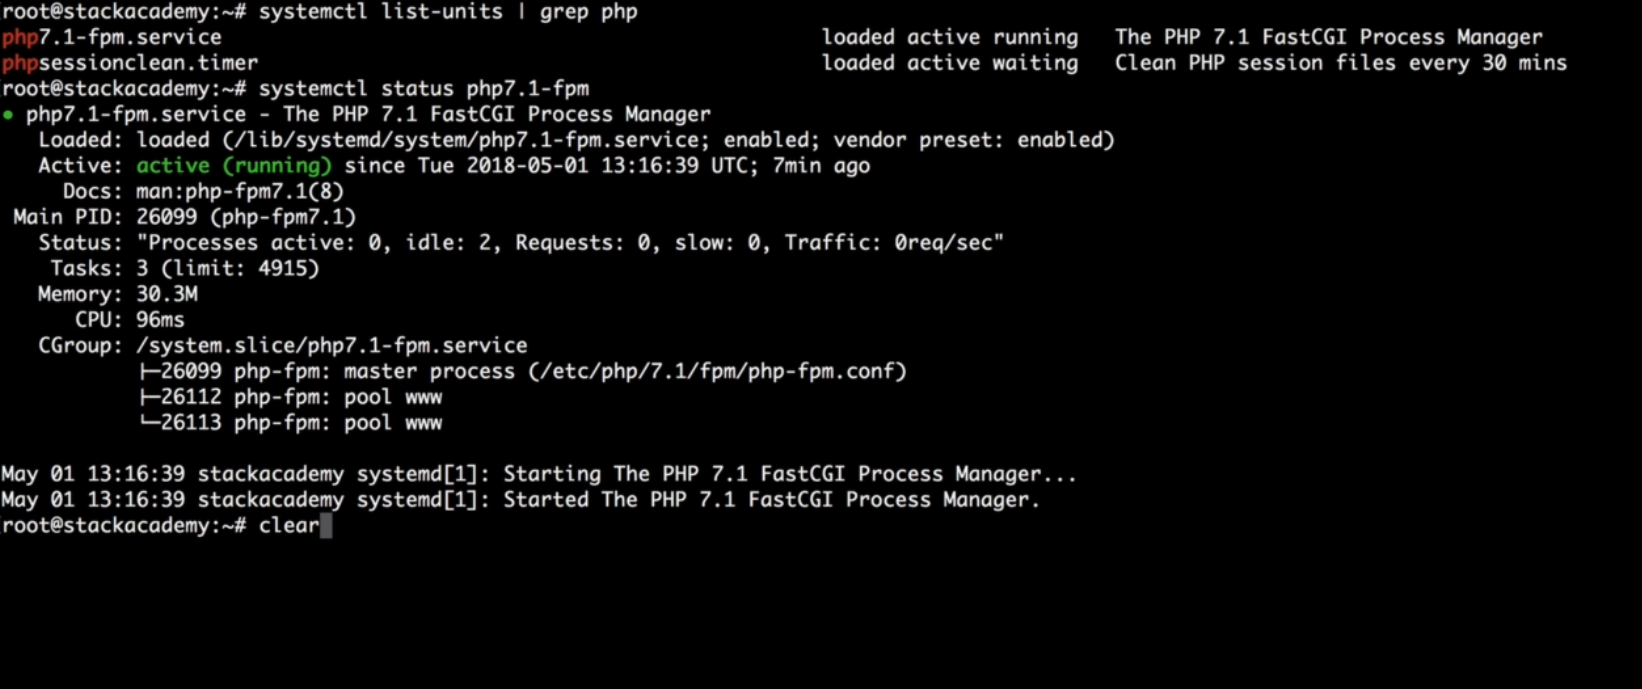 root@stackacademy:~# systemctl list-units | grep php
php7.1-fpm.service loaded active running The PHP 7.1 FastCGI Process Manager
phpsessionclean.timer loaded active waiting Clean PHP session files every 30 mins
root@stackacademy:~# systemctl status php7.1-fpm
● php7.1-fpm.service - The PHP 7.1 FastCGI Process Manager
Loaded: loaded (/lib/systemd/system/php7.1-fpm.service; enabled; vendor preset: enabled)
Active: active (running) since Tue 2018-05-01 13:16:39 UTC; 7min ago
Docs: man:php-fpm7.1(8)
Main PID: 26099 (php-fpm7.1)
Status: "Processes active: 0, idle: 2, Requests: 0, slow: 0, Traffic: 0req/sec"
Tasks: 3 (limit: 4915)
Memory: 30.3M
CPU: 96ms
CGroup: /system.slice/php7.1-fpm.service
├─26099 php-fpm: master process (/etc/php/7.1/fpm/php-fpm.conf)
├─26112 php-fpm: pool www
└─26113 php-fpm: pool www
May 01 13:16:39 stackacademy systemd[1]: Starting The PHP 7.1 FastCGI Process Manager...
May 01 13:16:39 stackacademy systemd[1]: Started The PHP 7.1 FastCGI Process Manager.
root@stackacademy:~# clear